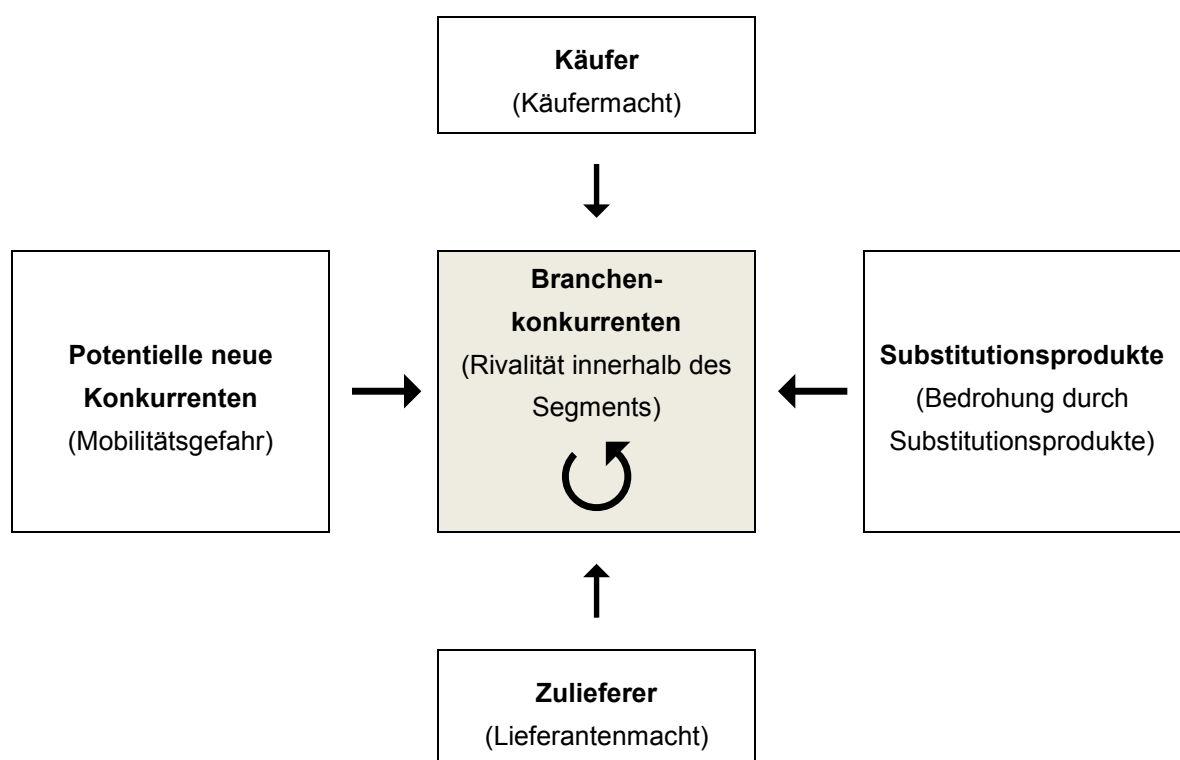 Käufer
(Käufermacht)
Branchen-
konkurrenten
(Rivalität innerhalb des
Segments)
Potentielle neue
Konkurrenten
(Mobilitätsgefahr)
Substitutionsprodukte
(Bedrohung durch
Substitutionsprodukte)
Zulieferer
(Lieferantenmacht)